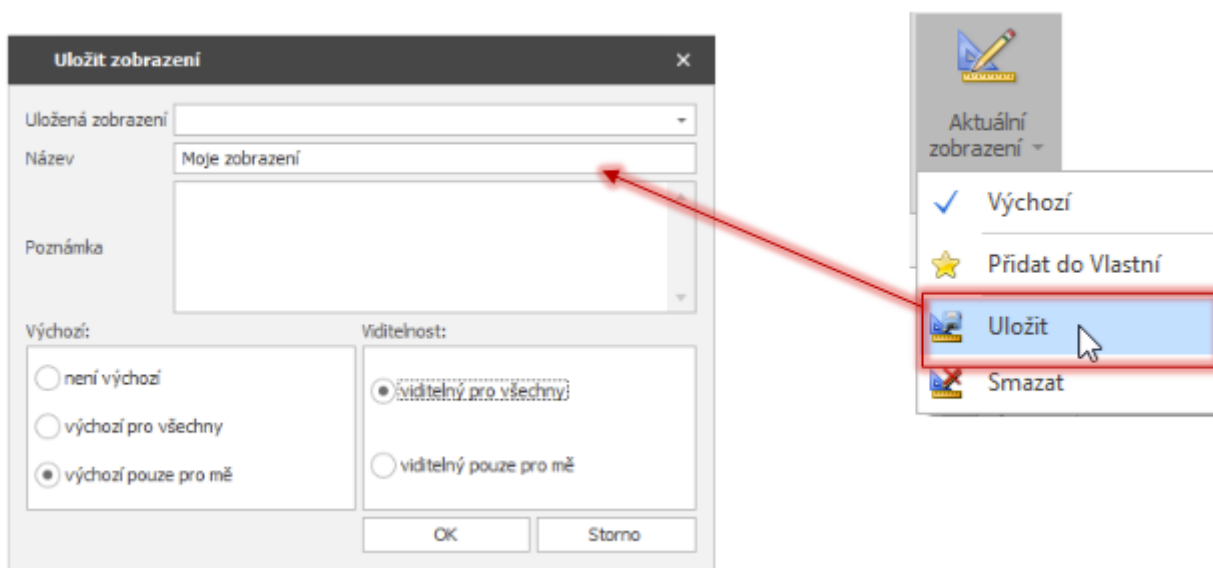 Uložit zobrazení
Uložená zobrazení
Název
Moje zobrazení
Poznámka
Výchozí:
není výchozí
výchozí pro všechny
výchozí pouze pro mě
Viditelnost:
viditelný pro všechny
viditelný pouze pro mě
OK
Storno
Aktuální
zobrazení
Výchozí
Přidat do Vlastní
Uložit
Smazat